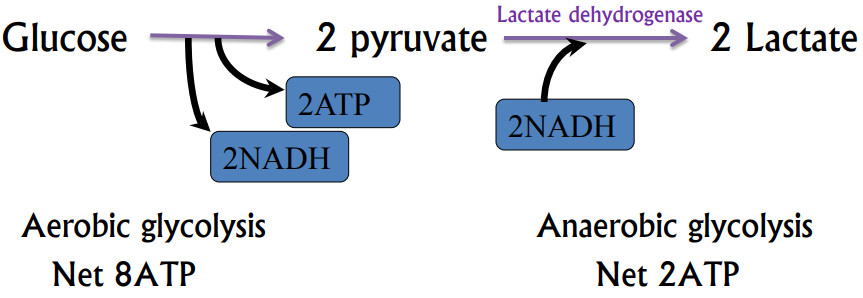 Lactate dehydrogenase
Glucose 2 pyruvate 2 Lactate
2ATP
2NADH
2NADH
Aerobic glycolysis
Net 8ATP
Anaerobic glycolysis
Net 2ATP